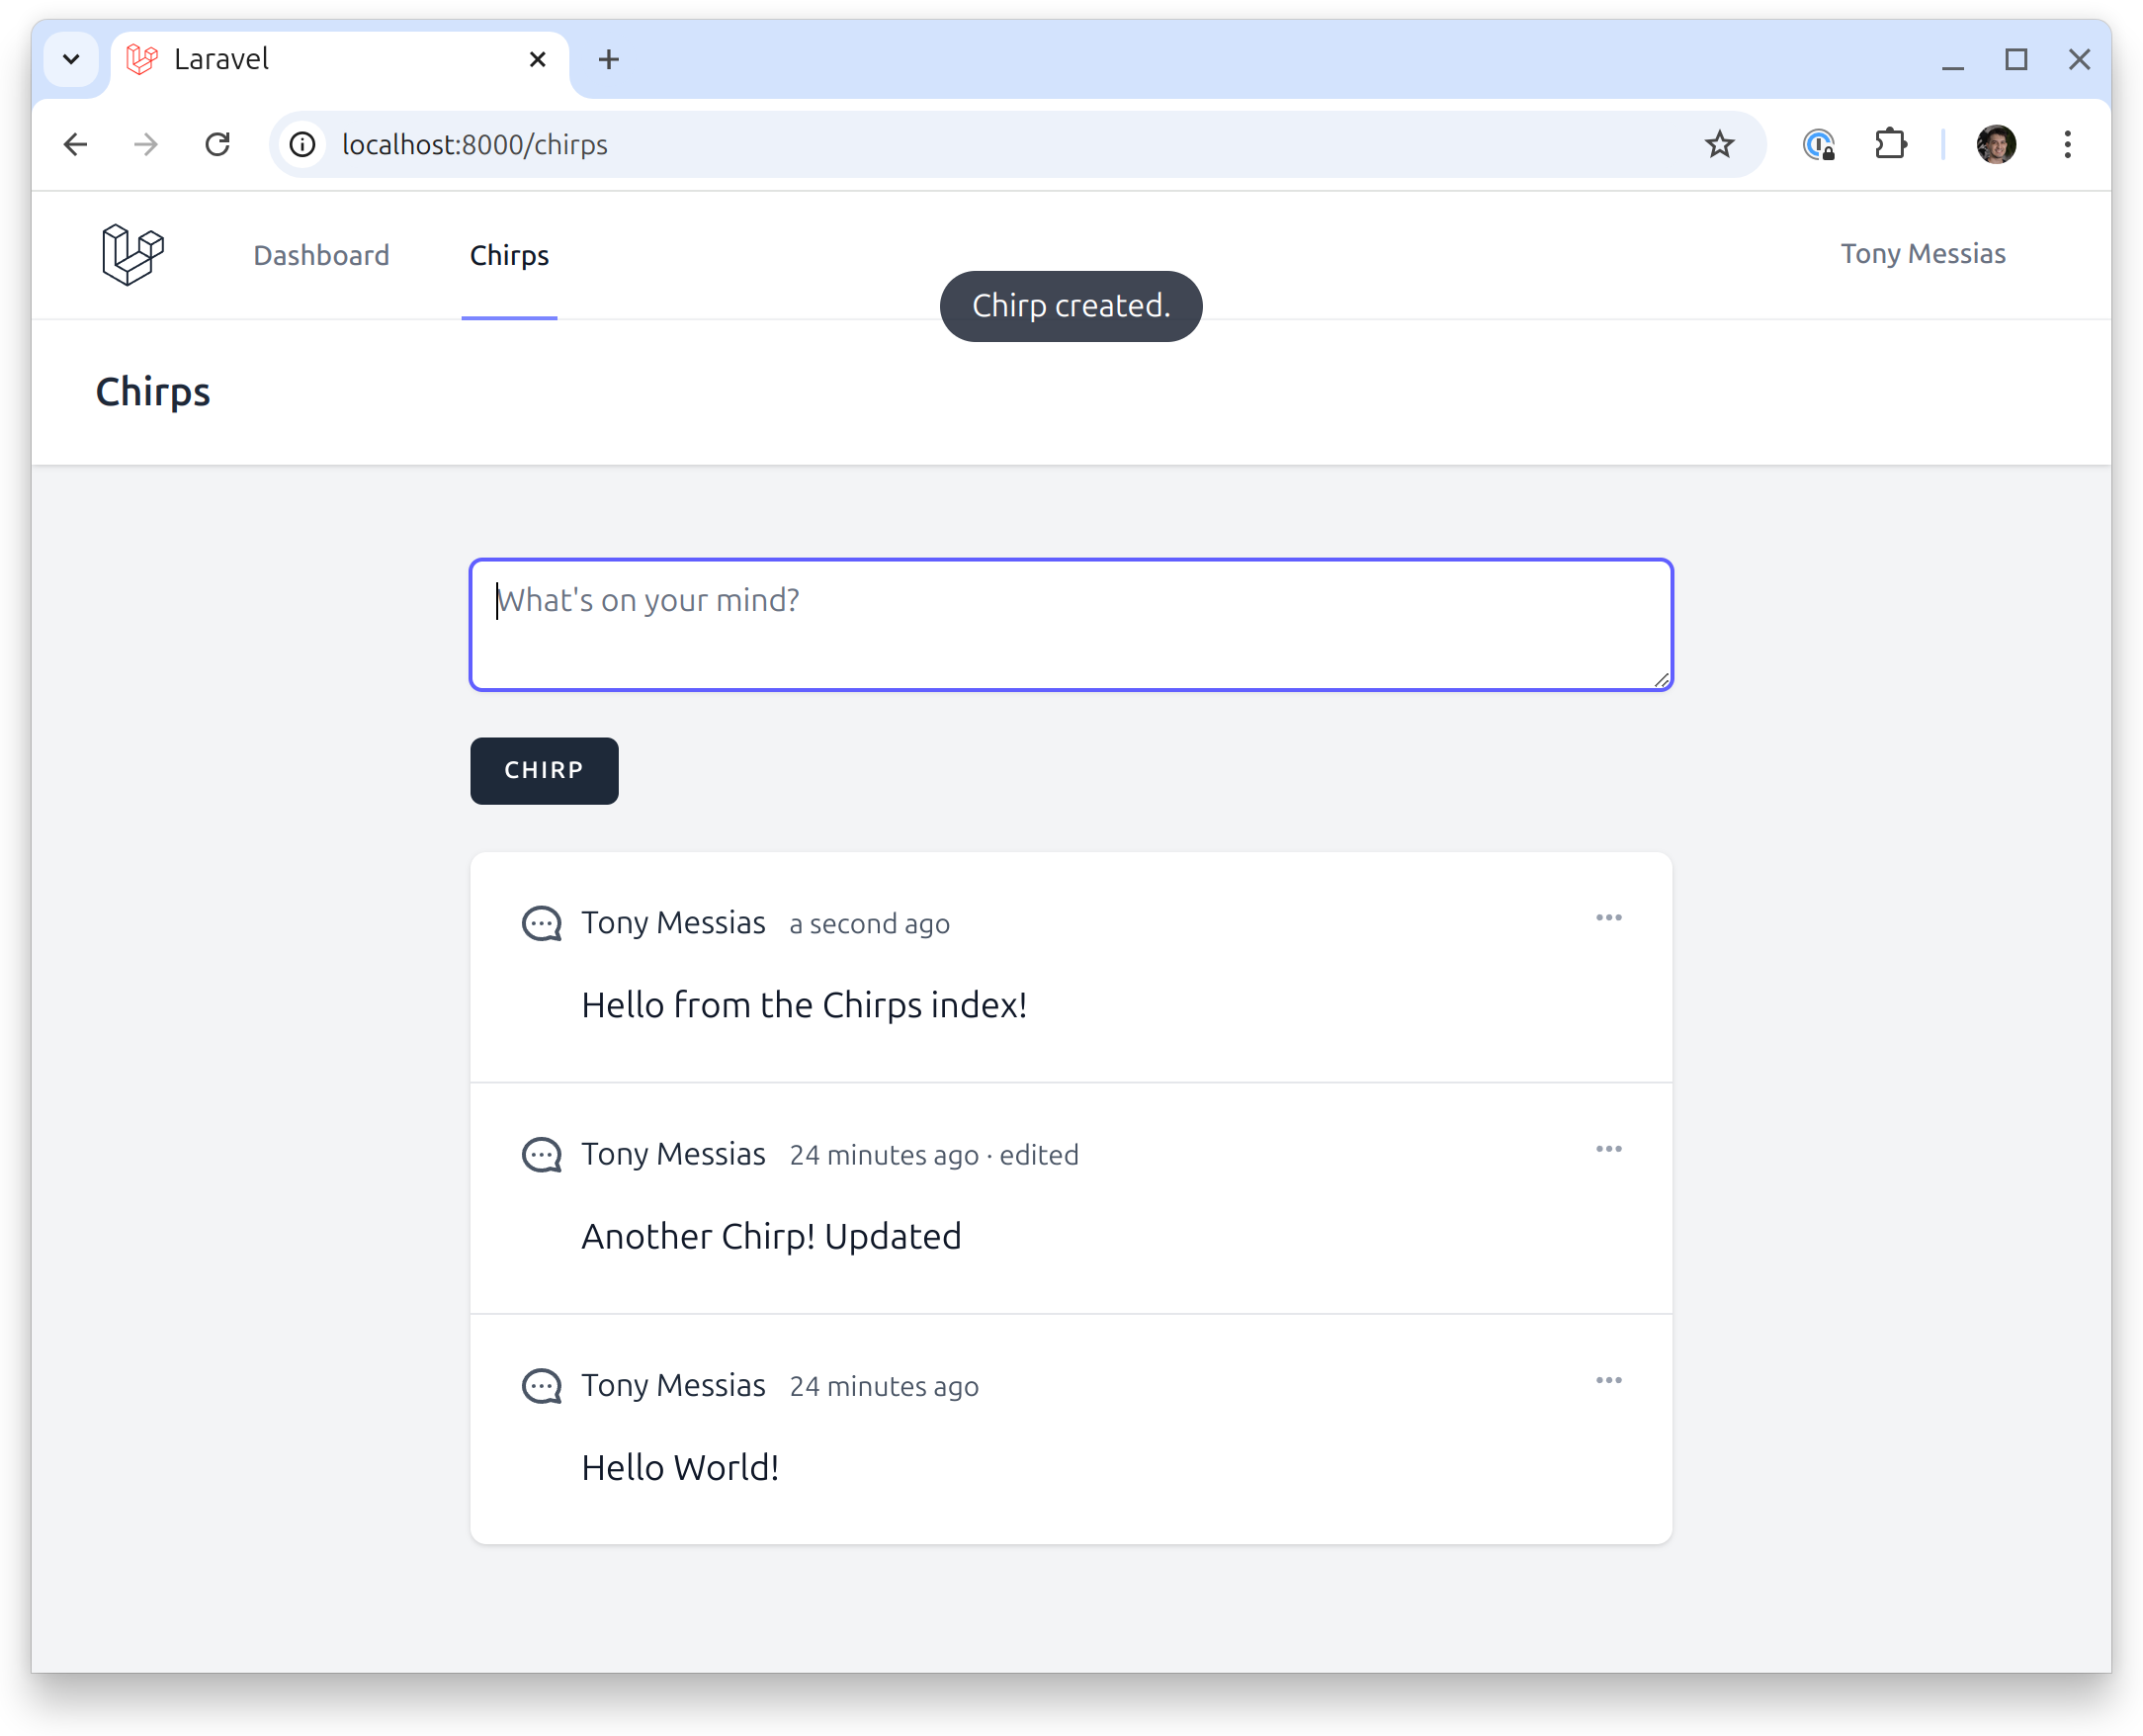 Laravel
localhost:8000/chirps
Dashboard Chirps Tony Messias
Chirp created.
Chirps
What's on your mind?
CHIRP
Tony Messias a second ago
Hello from the Chirps index!
Tony Messias 24 minutes ago · edited
Another Chirp! Updated
Tony Messias 24 minutes ago
Hello World!